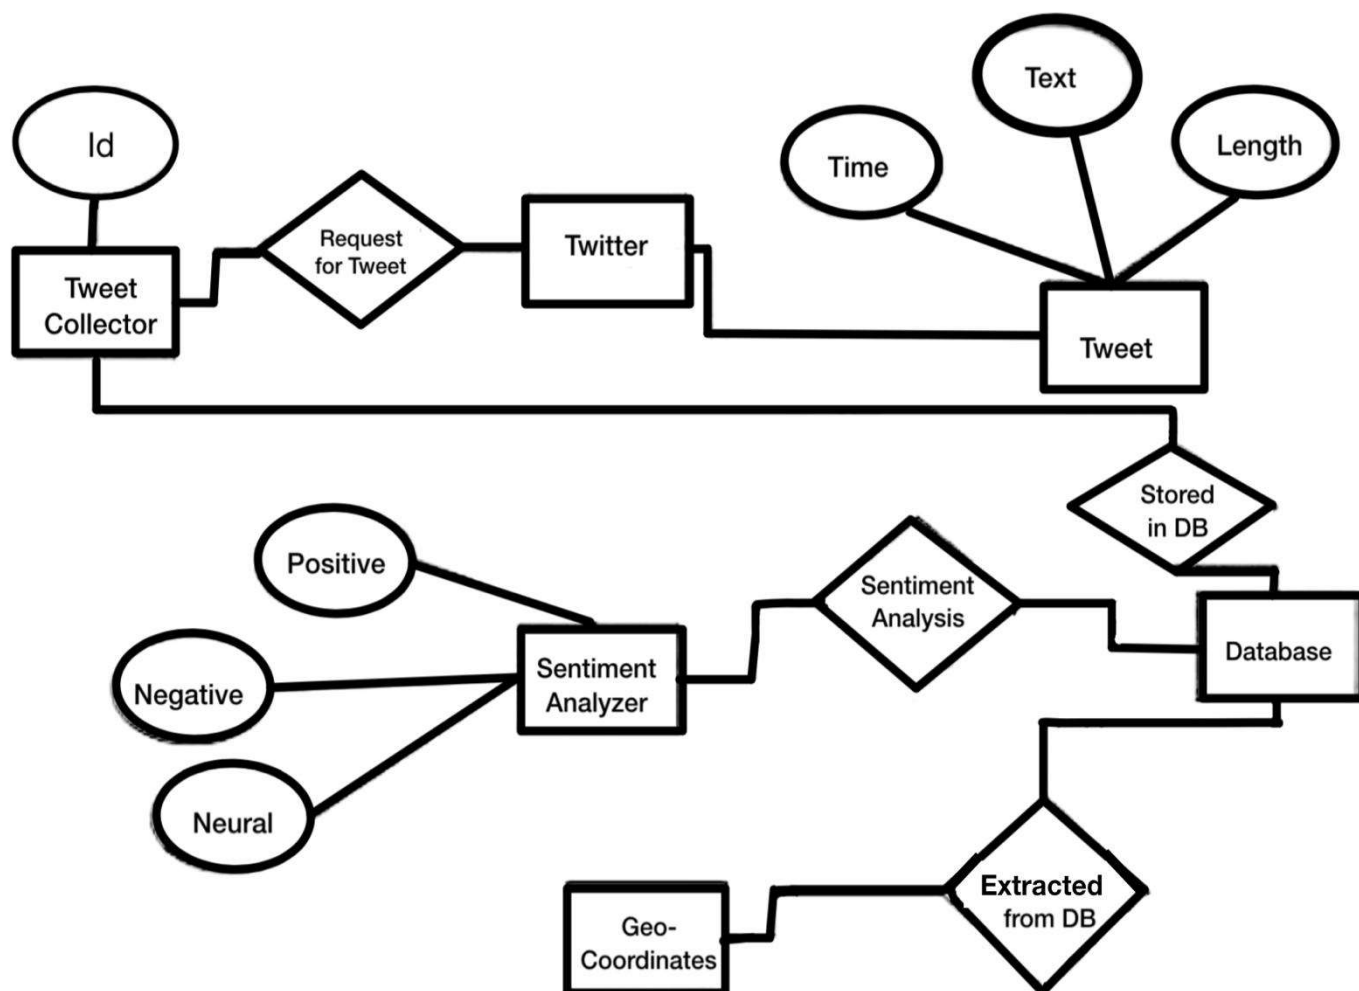 Id
Text
Time
Length
Request
for Tweet
Twitter
Tweet
Collector
Tweet
Stored
in DB
Positive
Sentiment
Analysis
Negative
Sentiment
Analyzer
Database
Neural
Extracted
from DB
Geo-
Coordinates